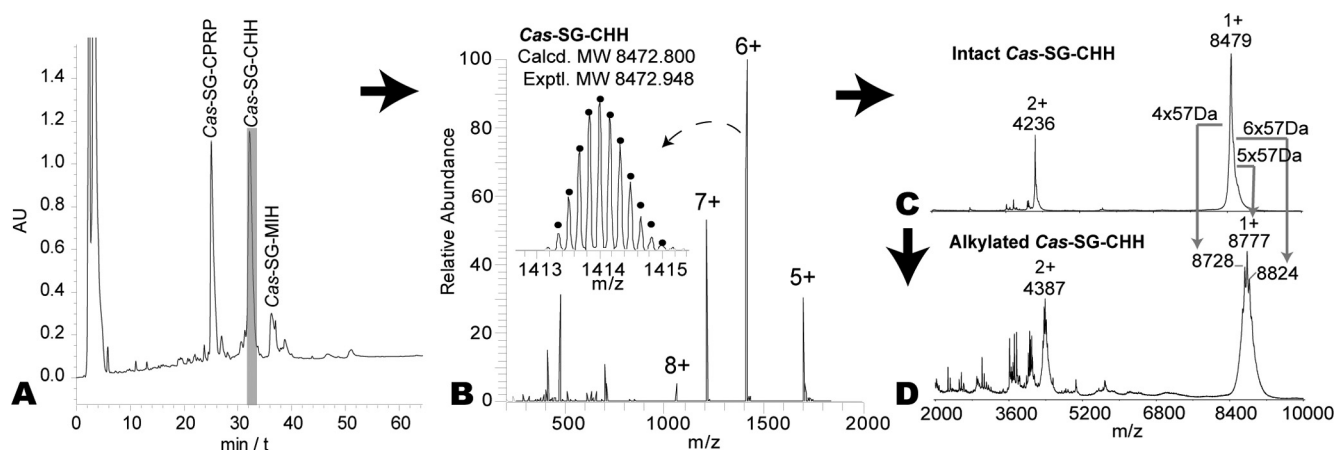 1.4
1.2
1.0
0.8
0.6
0.4
0.2
0.0
AU
Cas-SG-CPRP
Cas-SG-CHH
Cas-SG-MIH
0 10 20 30 40 50 60
min / t
A
Cas-SG-CHH
Calcd. MW 8472.800
Exptl. MW 8472.948
1413 1414 1415
m/z
6+
7+
5+
8+
100
80
60
40
20
0
Relative Abundance
500 1000 1500 2000
m/z
B
Intact Cas-SG-CHH
1+
8479
2+
4236
4x57Da
6x57Da
5x57Da
C
Alkylated Cas-SG-CHH
1+
8777
8728
8824
2+
4387
D
2000 3600 5200 6800 8400 10000
m/z